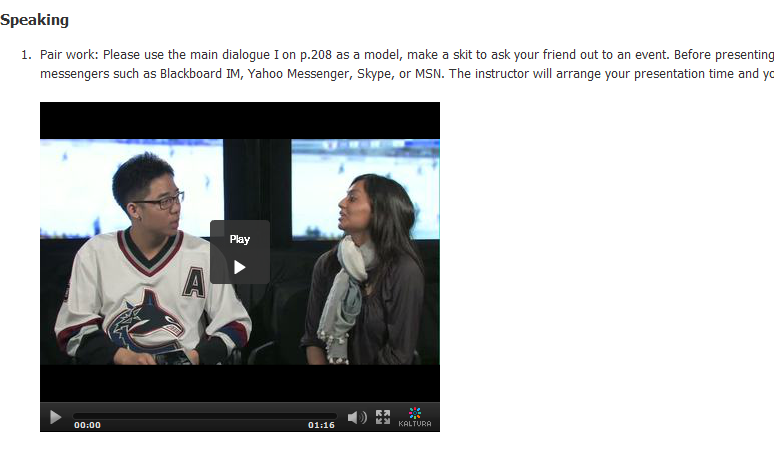 Speaking
1. Pair work: Please use the main dialogue I on p.208 as a model, make a skit to ask your friend out to an event. Before presenting
messengers such as Blackboard IM, Yahoo Messenger, Skype, or MSN. The instructor will arrange your presentation time and yo
Play
A
00:00
01:16
KALTURA